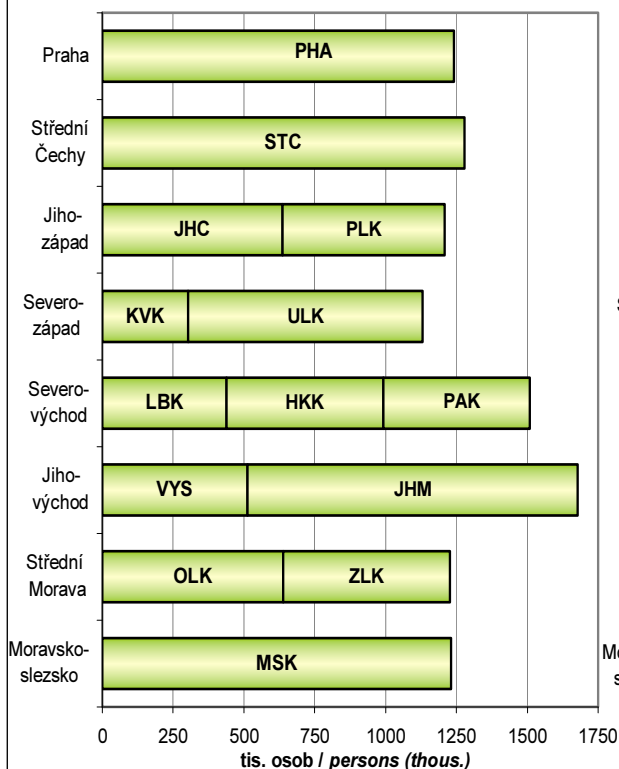 Praha
PHA
Střední
Čechy
STC
Jiho-
západ
JHC
PLK
Severo-
západ
KVK
ULK
Severo-
východ
LBK
HKK
PAK
Jiho-
východ
VYS
JHM
Střední
Morava
OLK
ZLK
Moravsko-
slezsko
MSK
0 250 500 750 1000 1250 1500 1750
tis. osob / persons (thous.)